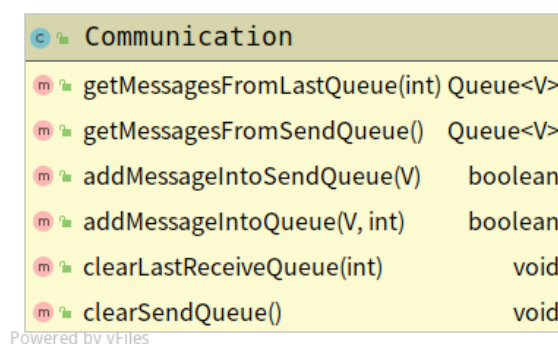 Communication
getMessagesFromLastQueue(int) Queue<V>
getMessagesFromSendQueue() Queue<V>
addMessageIntoSendQueue(V) boolean
addMessageIntoQueue(V, int) boolean
clearLastReceiveQueue(int) void
clearSendQueue() void
Powered by yFiles